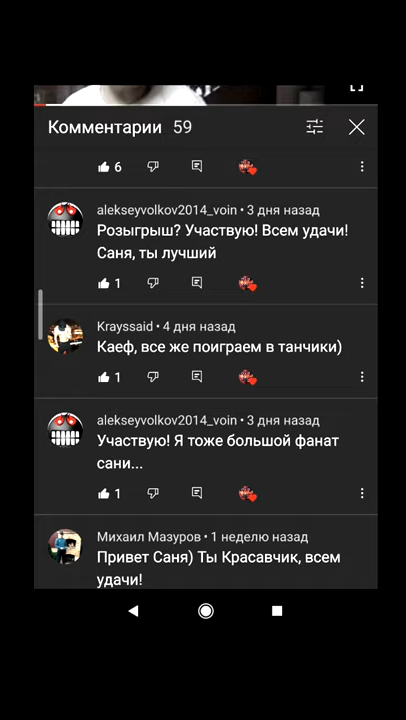 Комментарии 59
6
alekseyvolkov2014_voin • 3 дня назад
Розыгрыш? Участвую! Всем удачи!
Саня, ты лучший
1
Krayssaid • 4 дня назад
Каеф, все же поиграем в танчики)
1
alekseyvolkov2014_voin • 3 дня назад
Участвую! Я тоже большой фанат
сани...
1
Михаил Мазуров • 1 неделю назад
Привет Саня) Ты Красавчик, всем
удачи!